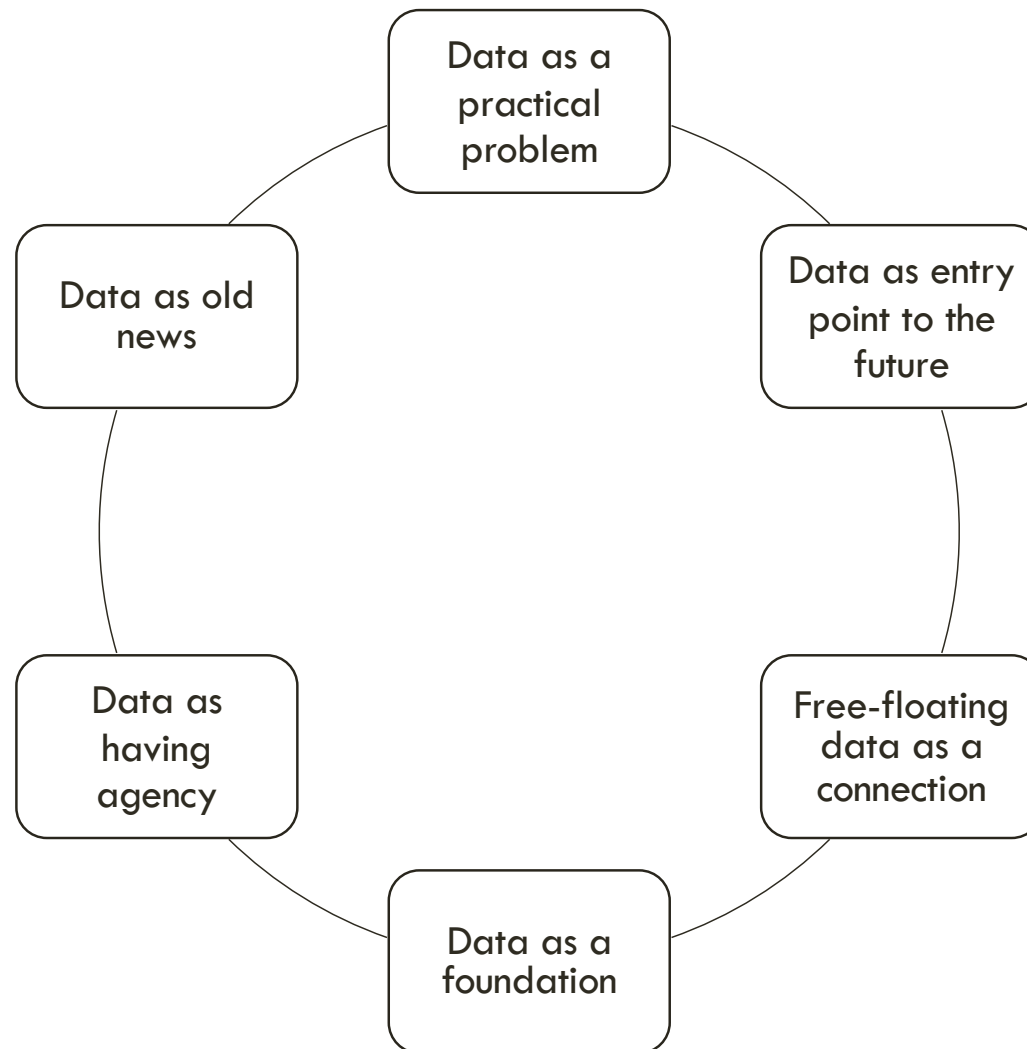 Data as a
practical
problem
Data as entry
point to the
future
Free-floating
data as a
connection
Data as a
foundation
Data as
having
agency
Data as old
news